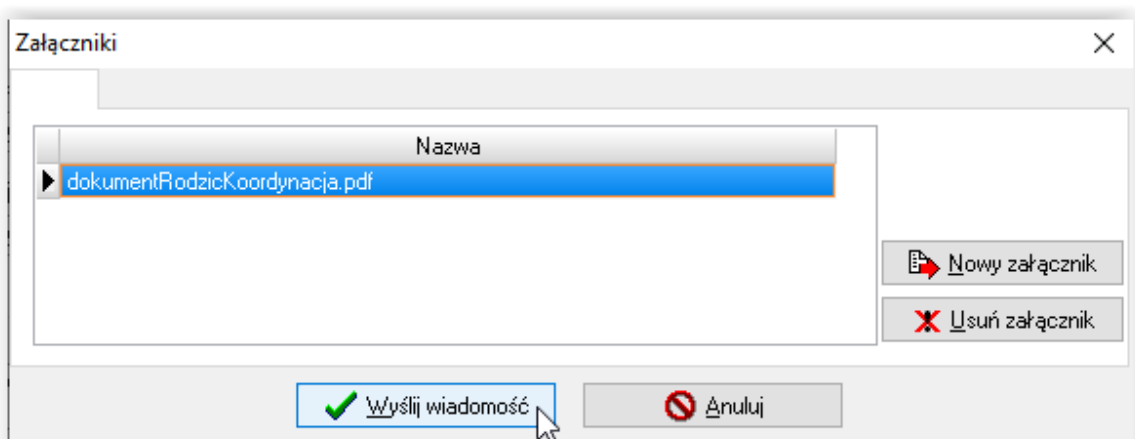 Załączniki
Nazwa
dokumentRodzicKoordynacja.pdf
Nowy załącznik
Usuń załącznik
Wyślij wiadomość
Anuluj